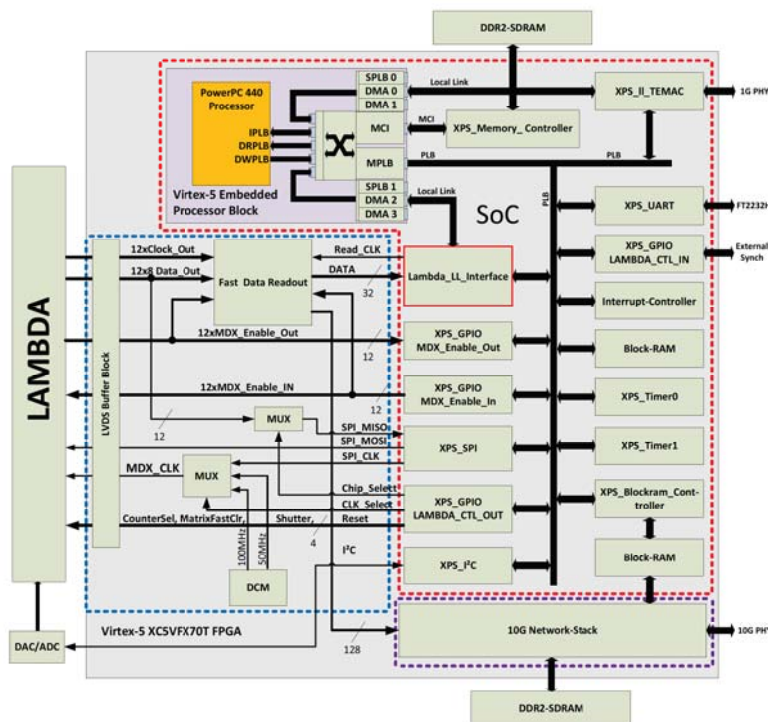 DDR2-SDRAM
PowerPC 440
Processor
SPLB 0
DMA 0
DMA 1
Local Link
XPS_ll_TEMAC
1G PHY
IPLB
DRPLB
DWPLB
MCI
MCI
XPS_Memory_Controller
MPLB
PLB
PLB
Virtex-5 Embedded
Processor Block
SPLB 1
DMA 2
DMA 3
Local Link
SoC
PLB
XPS_UART
FT2232H
LAMBDA
LVDS Buffer Block
12xClock_Out
12x8 Data_Out
Fast Data Readout
Read_CLK
DATA
32
Lambda_LL_Interface
XPS_GPIO
LAMBDA_CTL_IN
External
Synch
Interrupt-Controller
12xMDX_Enable_Out
12
XPS_GPIO
MDX_Enable_Out
Block-RAM
12xMDX_Enable_IN
12
XPS_GPIO
MDX_Enable_In
XPS_Timer0
12
MUX
SPI_MISO
SPI_MOSI
SPI_CLK
XPS_SPI
XPS_Timer1
MDX_CLK
MUX
Chip_Select
CLK_Select
XPS_GPIO
LAMBDA_CTL_OUT
XPS_Blockram_Cont-
roller
CounterSel, MatrixFastClr, Shutter, Reset
4
100MHz
50MHz
I²C
XPS_I²C
Block-RAM
DCM
DAC/ADC
Virtex-5 XC5VFX70T FPGA
128
10G Network-Stack
10G PHY
DDR2-SDRAM